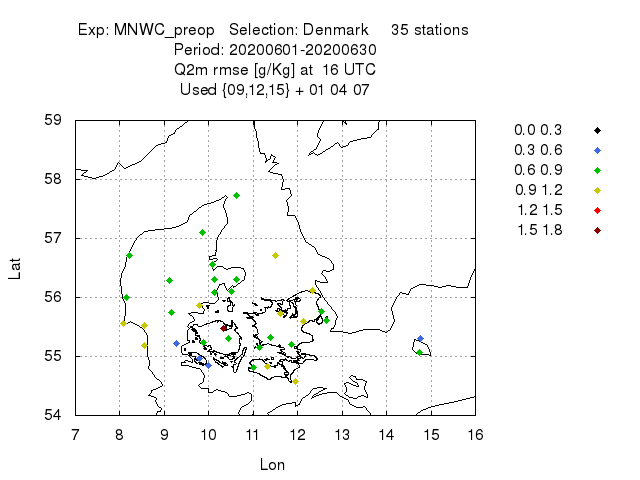 Exp: MNWC_preop Selection: Denmark 35 stations
Period: 20200601-20200630
Q2m rmse [g/Kg] at 16 UTC
Used {09,12,15} + 01 04 07
59
58
57
56
55
54
Lat
7 8 9 10 11 12 13 14 15 16
Lon
0.0 0.3
0.3 0.6
0.6 0.9
0.9 1.2
1.2 1.5
1.5 1.8